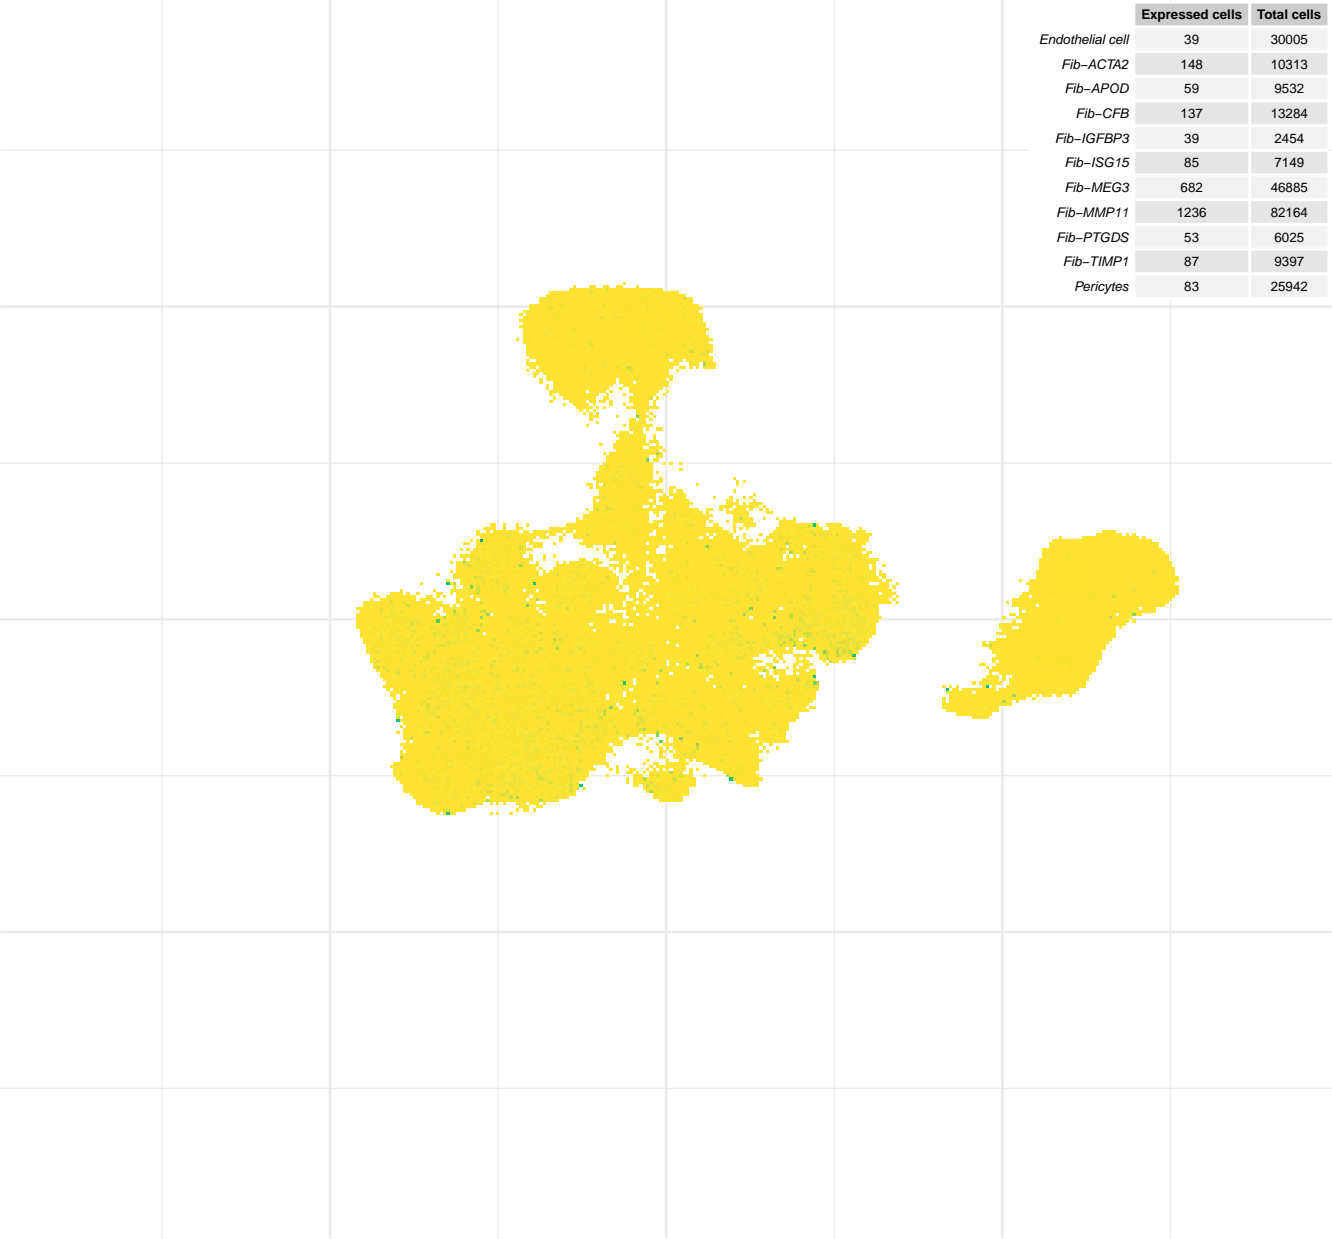 Expressed cells Total cells
Endothelial cell 39 30005
Fib−ACTA2 148 10313
Fib−APOD 59 9532
Fib−CFB 137 13284
Fib−IGFBP3 39 2454
Fib−ISG15 85 7149
Fib−MEG3 682 46885
Fib−MMP11 1236 82164
Fib−PTGDS 53 6025
Fib−TIMP1 87 9397
Pericytes 83 25942